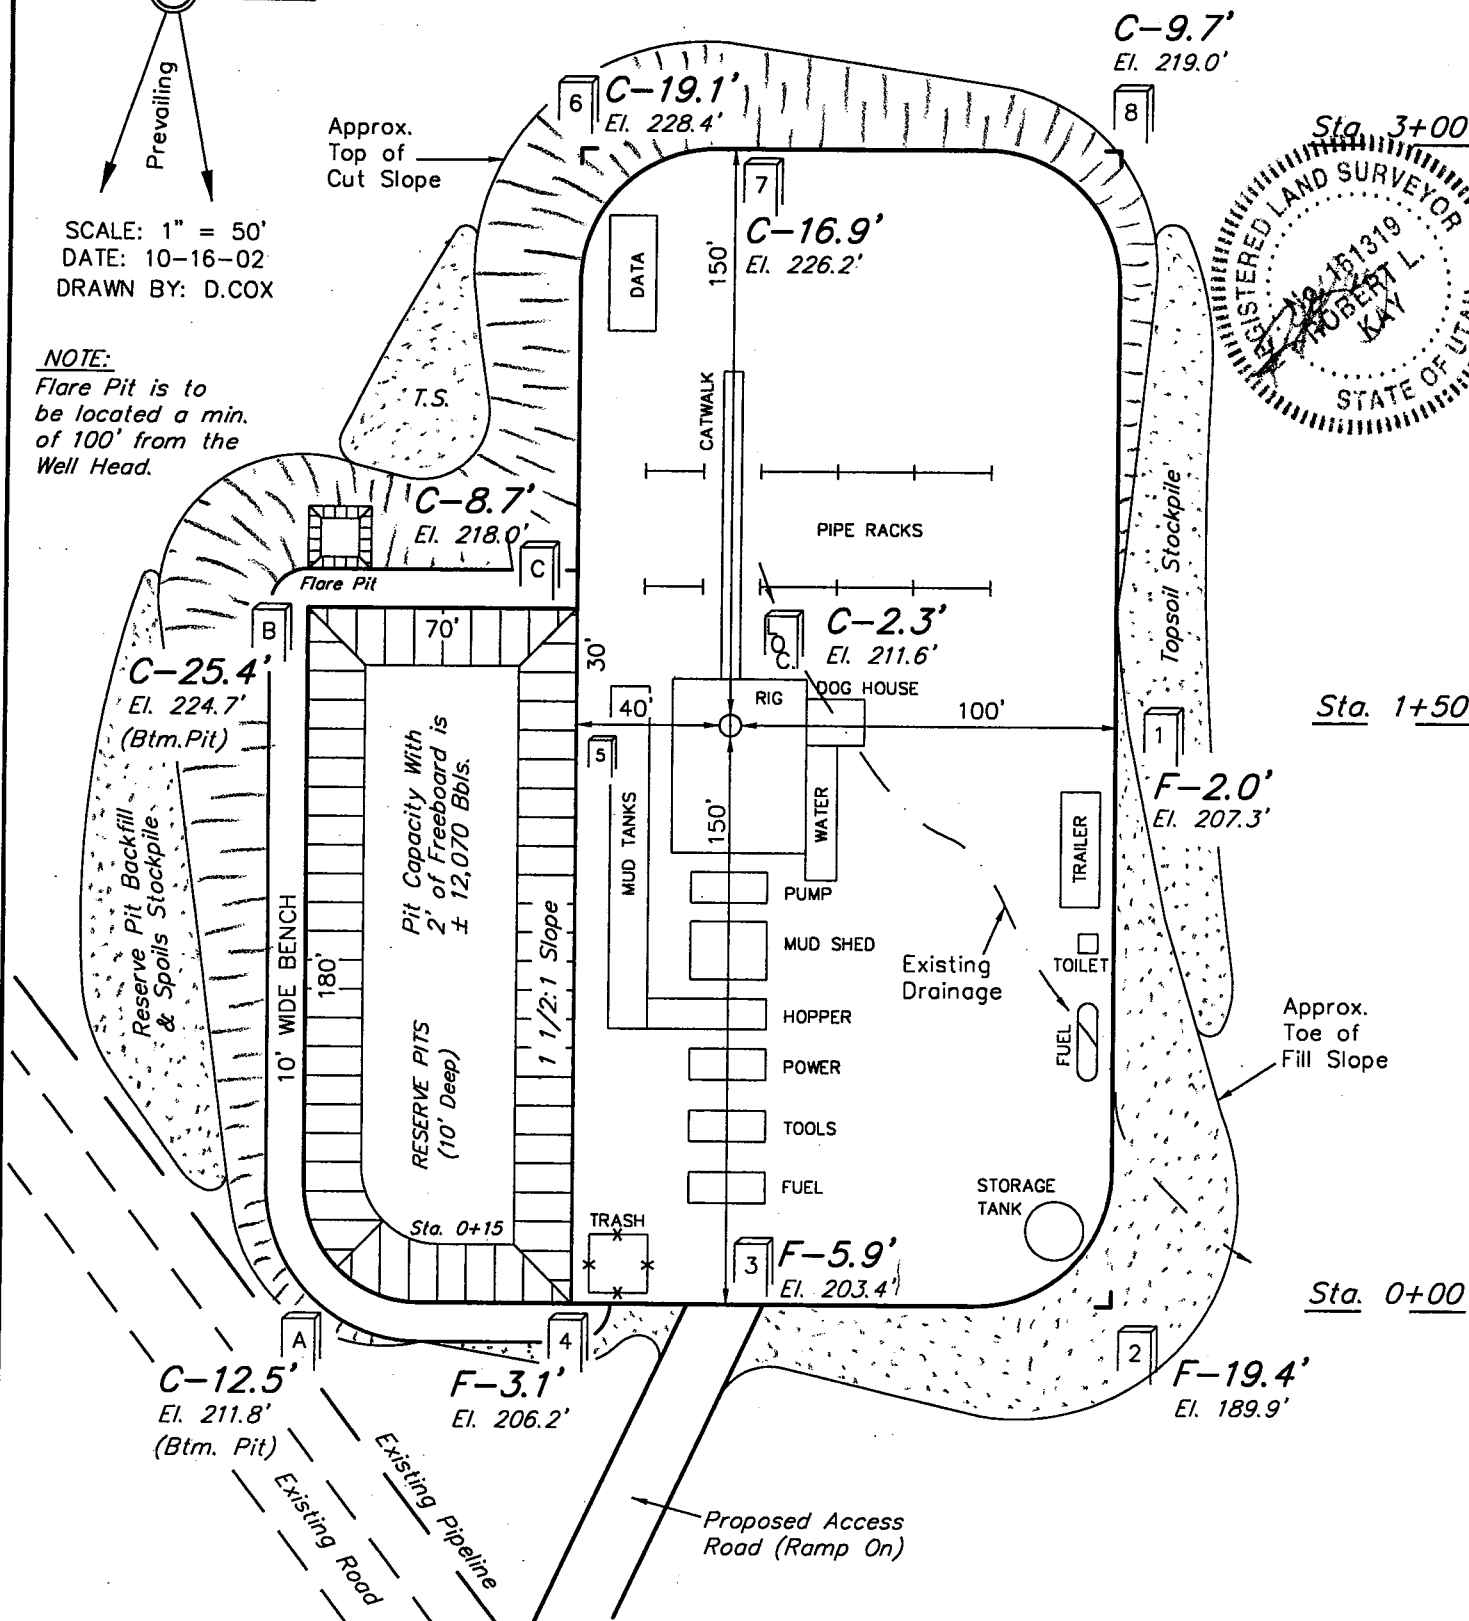 Prevailing
SCALE: 1" = 50'
DATE: 10-16-02
DRAWN BY: D.COX
NOTE:
Flare Pit is to
be located a min.
of 100' from the
Well Head.
Approx.
Top of
Cut Slope
6
C-19.1'
El. 228.4'
C-9.7'
El. 219.0'
8
Sta. 3+00
REGISTERED LAND SURVEYOR
No. 161319
ROBERT L.
KAY
STATE OF UTAH
7
C-16.9'
El. 226.2'
150'
DATA
T.S.
CATWALK
PIPE RACKS
Topsoil Stockpile
C-8.7'
El. 218.0'
C
Flare Pit
B
C-25.4'
El. 224.7'
(Btm.Pit)
70'
30'
LOC.
C-2.3'
El. 211.6'
DOG HOUSE
RIG
40'
100'
Sta. 1+50
5
1
F-2.0'
El. 207.3'
Reserve Pit Backfill
& Spoils Stockpile
10' WIDE BENCH
180'
Pit Capacity With
2' of Freeboard is
± 12,070 Bbls.
RESERVE PITS
(10' Deep)
1 1/2:1 Slope
MUD TANKS
150'
WATER
TRAILER
PUMP
MUD SHED
HOPPER
POWER
TOOLS
FUEL
Existing
Drainage
TOILET
FUEL
Approx.
Toe of
Fill Slope
STORAGE
TANK
TRASH
Sta. 0+15
3
F-5.9'
El. 203.4'
Sta. 0+00
A
C-12.5'
El. 211.8'
(Btm. Pit)
4
F-3.1'
El. 206.2'
2
F-19.4'
El. 189.9'
Existing Pipeline
Existing Road
Proposed Access
Road (Ramp On)